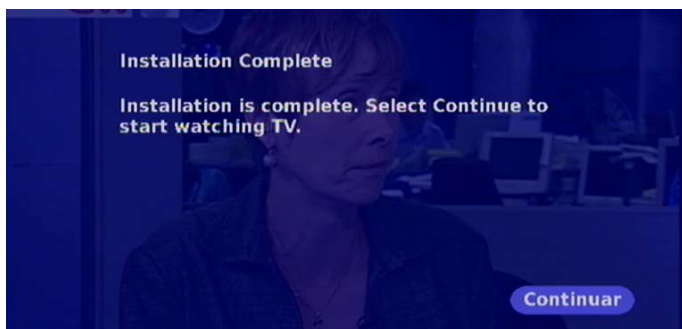 Installation Complete
Installation is complete. Select Continue to
start watching TV.
Continuar